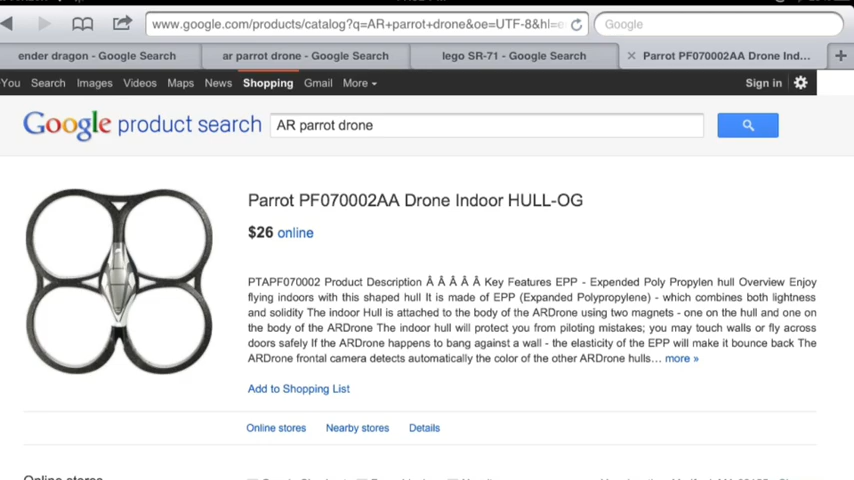 www.google.com/products/catalog?q=AR+parrot+drone&oe=UTF-8&hl=e
Google
ender dragon - Google Search
ar parrot drone - Google Search
lego SR-71 - Google Search
Parrot PF070002AA Drone Ind...
You Search Images Videos Maps News Shopping Gmail More
Sign in
Google product search
AR parrot drone
Parrot PF070002AA Drone Indoor HULL-OG
$26 online
PTAPF070002 Product Description Â Â Â Â Â Key Features EPP - Expended Poly Propylen hull Overview Enjoy
flying indoors with this shaped hull It is made of EPP (Expanded Polypropylene) - which combines both lightness
and solidity The indoor Hull is attached to the body of the ARDrone using two magnets - one on the hull and one on
the body of the ARDrone The indoor hull will protect you from piloting mistakes; you may touch walls or fly across
doors safely If the ARDrone happens to bang against a wall - the elasticity of the EPP will make it bounce back The
ARDrone frontal camera detects automatically the color of the other ARDrone hulls... more »
Add to Shopping List
Online stores
Nearby stores
Details
Online stores